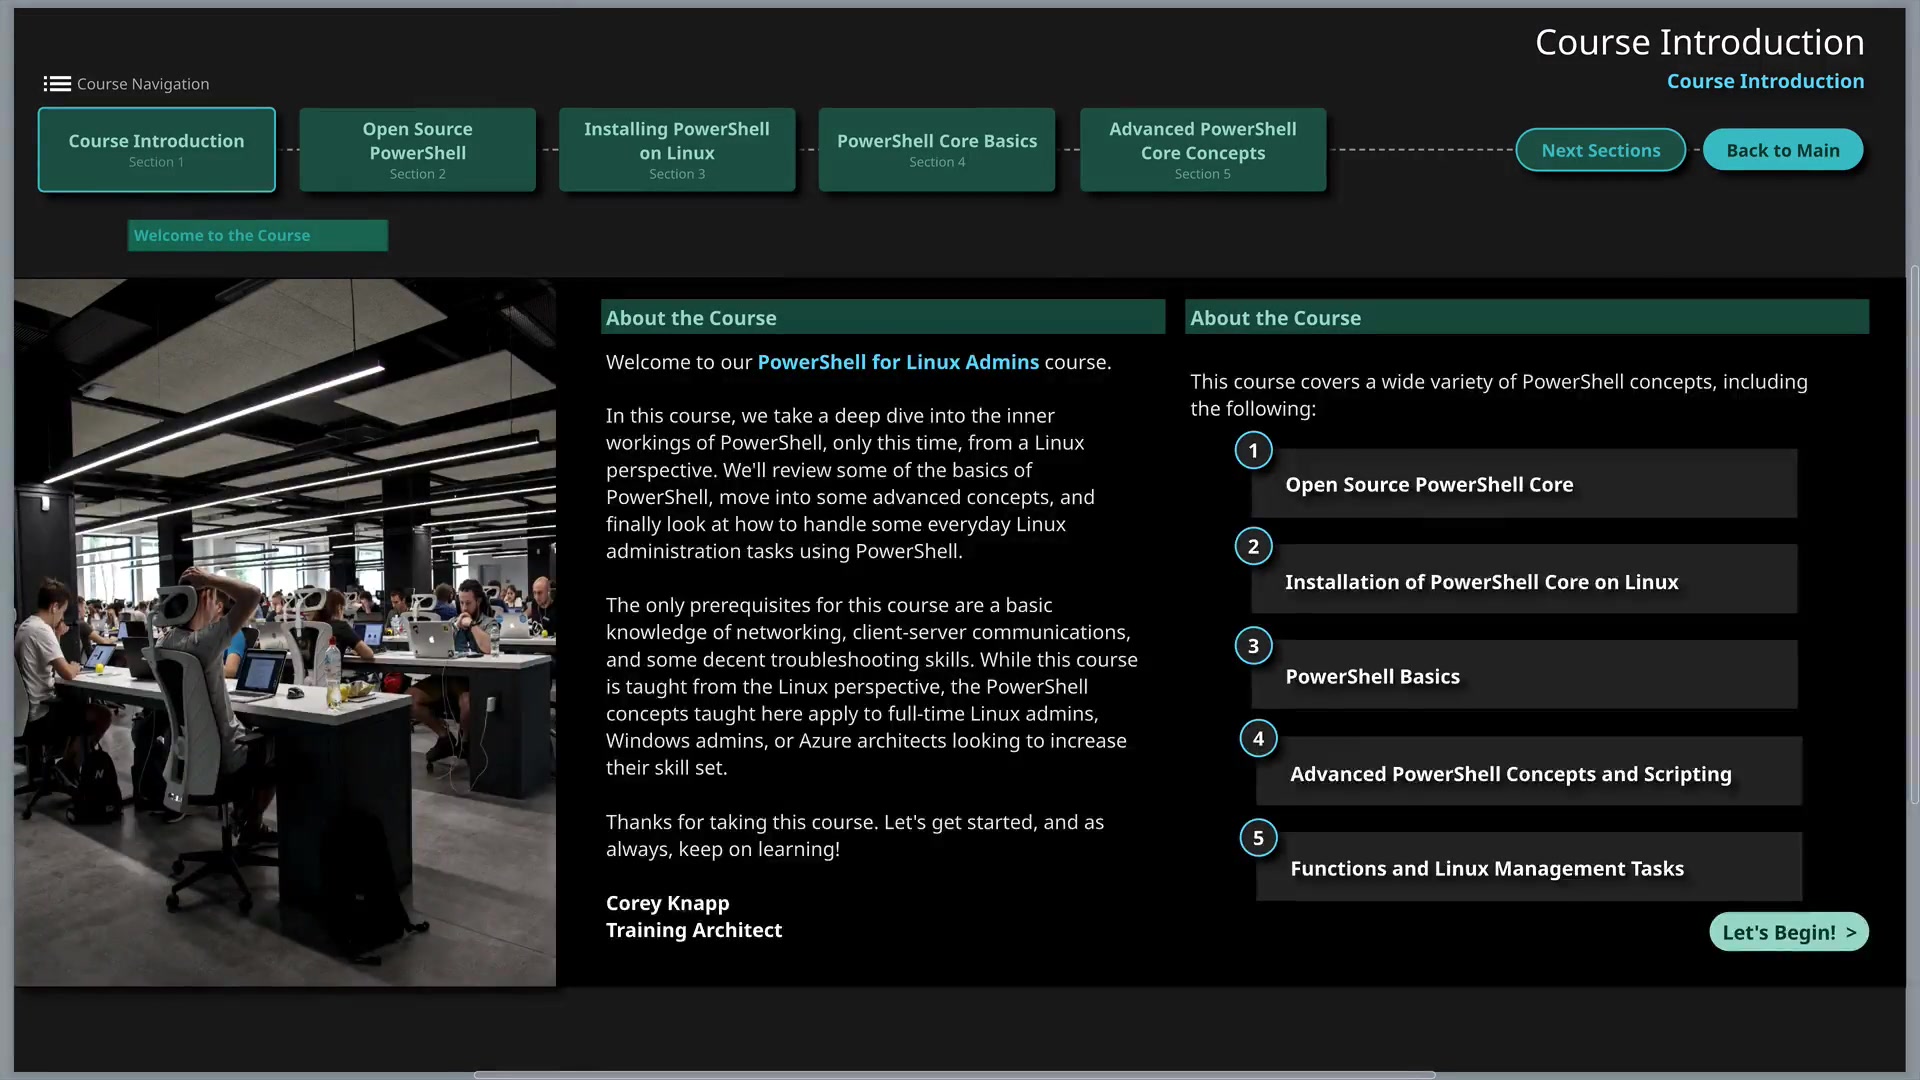 Course Introduction
Course Introduction
Course Navigation
Course Introduction
Section 1
Open Source
PowerShell
Section 2
Installing PowerShell
on Linux
Section 3
PowerShell Core Basics
Section 4
Advanced PowerShell
Core Concepts
Section 5
Next Sections
Back to Main
Welcome to the Course
About the Course
Welcome to our PowerShell for Linux Admins course.
In this course, we take a deep dive into the inner
workings of PowerShell, only this time, from a Linux
perspective. We'll review some of the basics of
PowerShell, move into some advanced concepts, and
finally look at how to handle some everyday Linux
administration tasks using PowerShell.
The only prerequisites for this course are a basic
knowledge of networking, client-server communications,
and some decent troubleshooting skills. While this course
is taught from the Linux perspective, the PowerShell
concepts taught here apply to full-time Linux admins,
Windows admins, or Azure architects looking to increase
their skill set.
Thanks for taking this course. Let's get started, and as
always, keep on learning!
Corey Knapp
Training Architect
About the Course
This course covers a wide variety of PowerShell concepts, including
the following:
1
Open Source PowerShell Core
2
Installation of PowerShell Core on Linux
3
PowerShell Basics
4
Advanced PowerShell Concepts and Scripting
5
Functions and Linux Management Tasks
Let's Begin! >